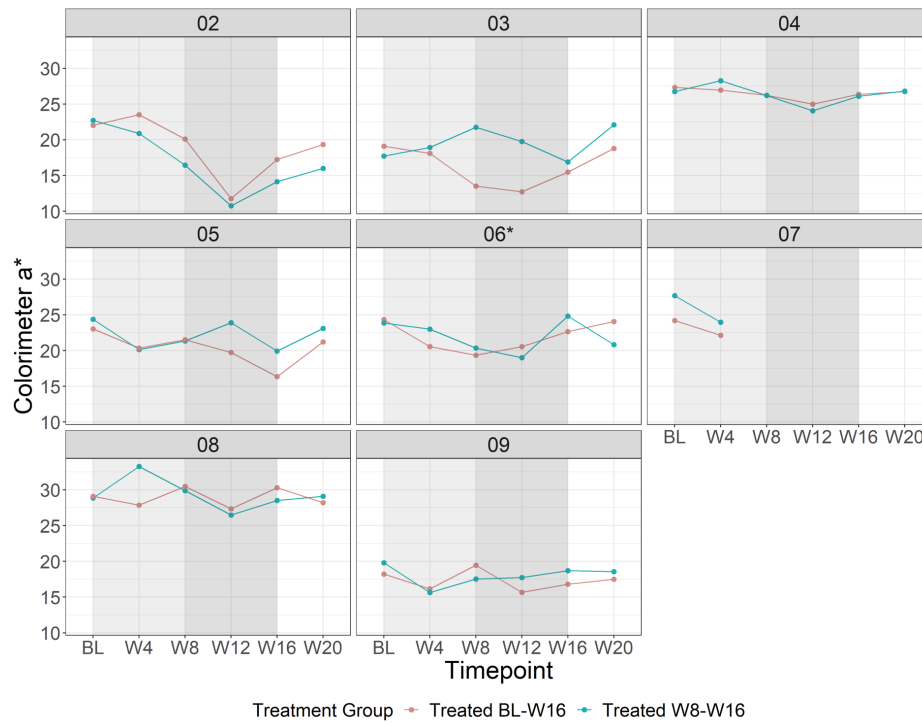 02 03 04
30
25
20
15
10
05 06* 07
30
25
20
15
10
BL W4 W8 W12 W16 W20
08 09
30
25
20
15
10
BL W4 W8 W12 W16 W20 BL W4 W8 W12 W16 W20
Colorimeter a*
Timepoint
Treatment Group Treated BL-W16 Treated W8-W16